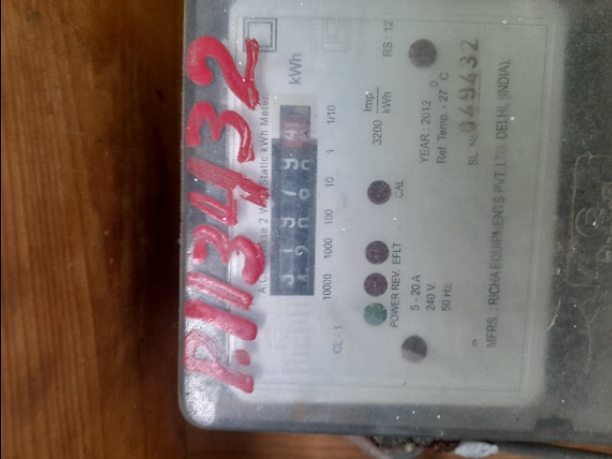 P.113432
A C Single Phase 2 Wire Static kWh Meter
kWh
10000 1000 100 10 1 1/10
CL - 1
3200 Imp/kWh
RS : 12
POWER REV. EFLT
CAL
5 - 20 A
240 V.
50 Hz.
YEAR : 2012
Ref. Temp. - 27 °C
SL. No. 049432
MFRS. : RICHA EQUIPMENTS PVT. LTD. DELHI, (INDIA).